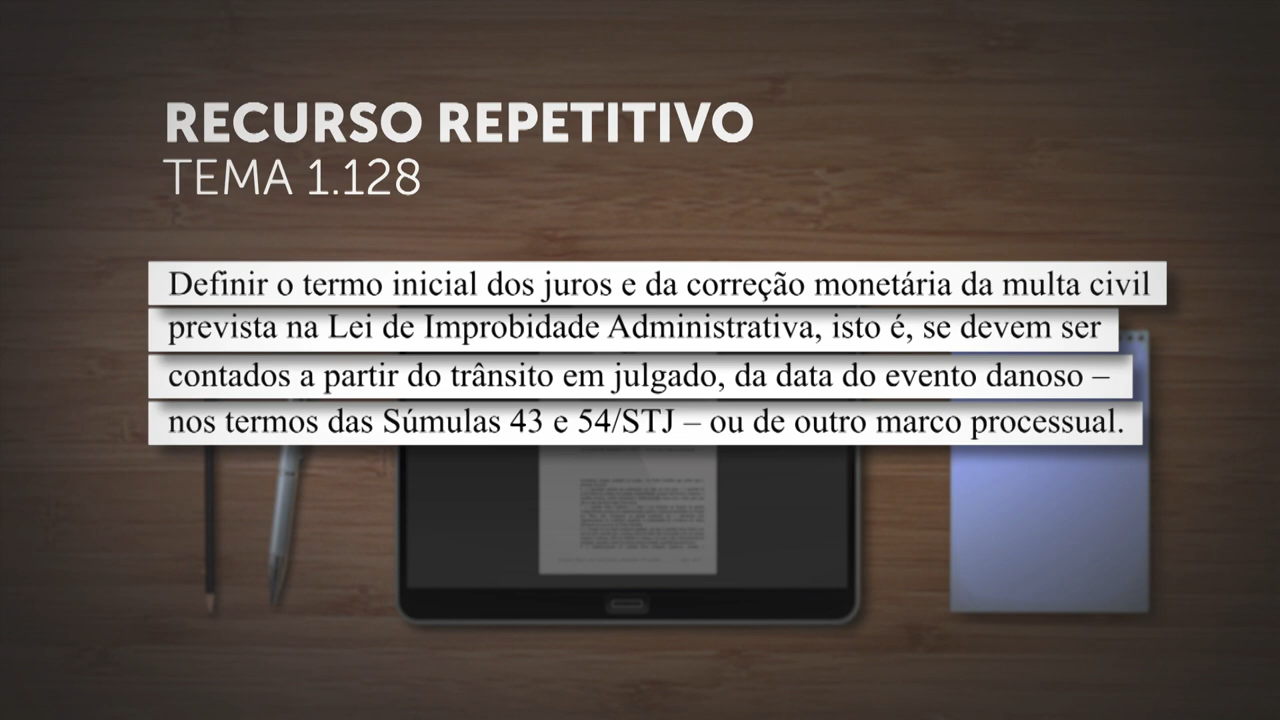 RECURSO REPETITIVO
TEMA 1.128
Definir o termo inicial dos juros e da correção monetária da multa civil
prevista na Lei de Improbidade Administrativa, isto é, se devem ser
contados a partir do trânsito em julgado, da data do evento danoso –
nos termos das Súmulas 43 e 54/STJ – ou de outro marco processual.